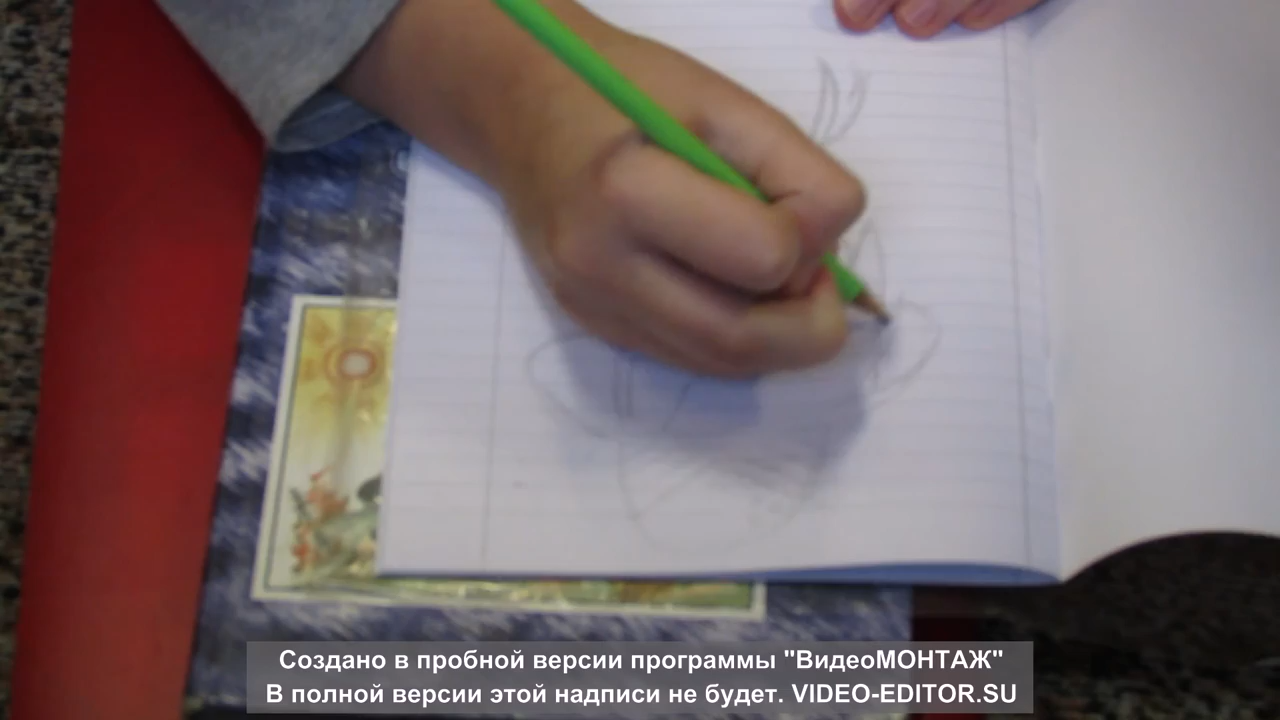 Создано в пробной версии программы "ВидеоМОНТАЖ"
В полной версии этой надписи не будет. VIDEO-EDITOR.SU